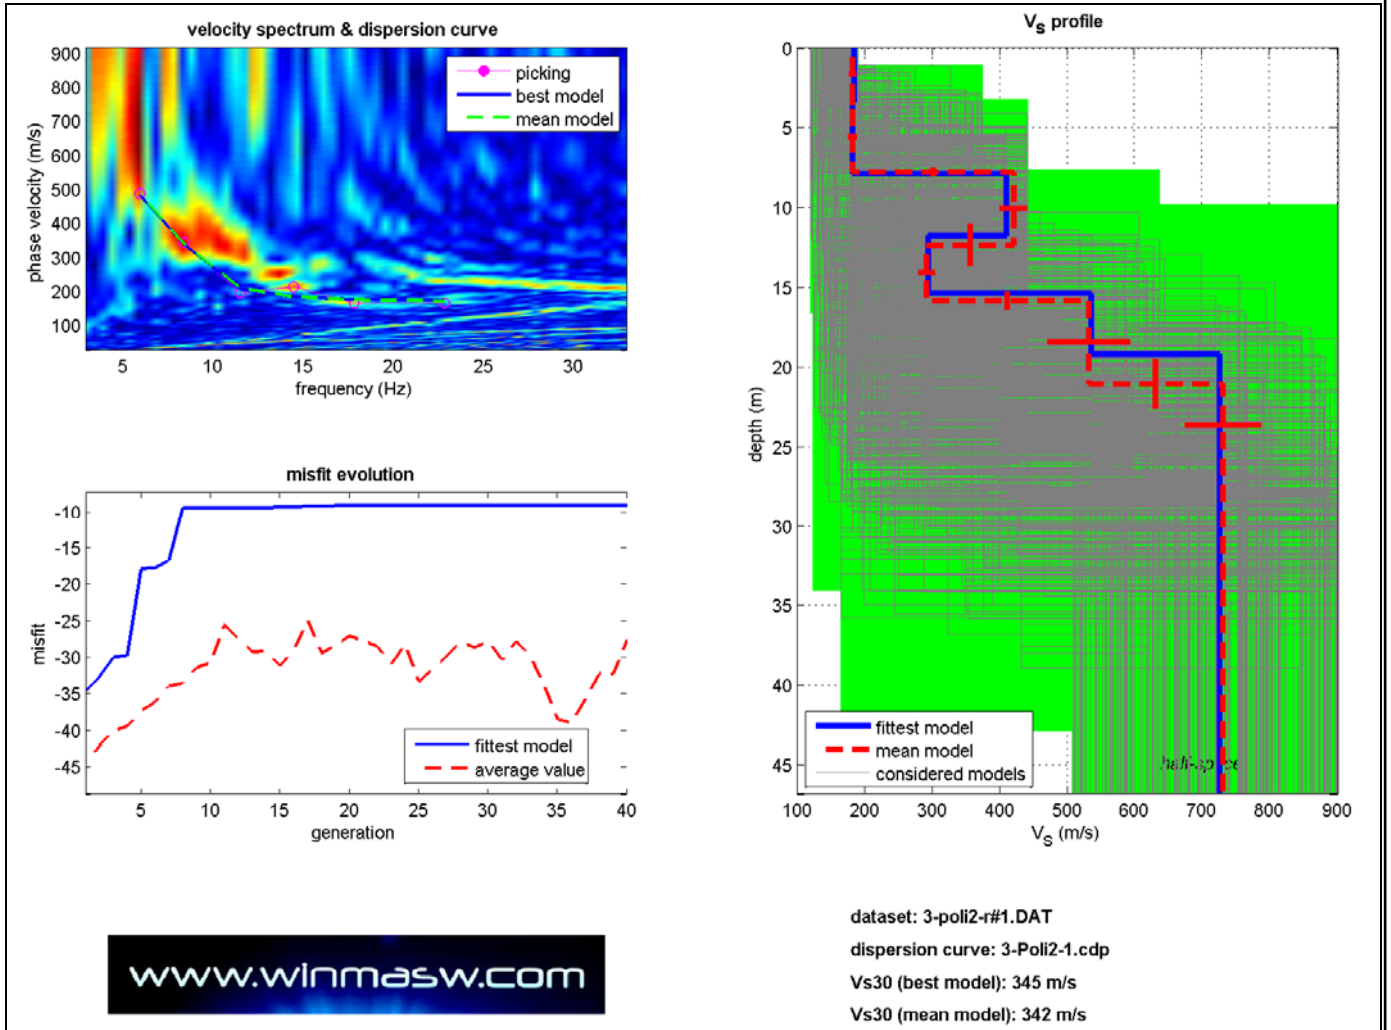 velocity spectrum & dispersion curve
900
800
700
600
500
400
300
200
100
phase velocity (m/s)
picking
best model
mean model
5
10
15
20
25
30
frequency (Hz)
misfit evolution
-10
-15
-20
-25
-30
-35
-40
-45
misfit
fittest model
average value
5
10
15
20
25
30
35
40
generation
VS profile
0
5
10
15
20
25
30
35
40
45
depth (m)
fittest model
mean model
considered models
half-space
100
200
300
400
500
600
700
800
900
VS (m/s)
www.winmasw.com
dataset: 3-poli2-r#1.DAT
dispersion curve: 3-Poli2-1.cdp
Vs30 (best model): 345 m/s
Vs30 (mean model): 342 m/s